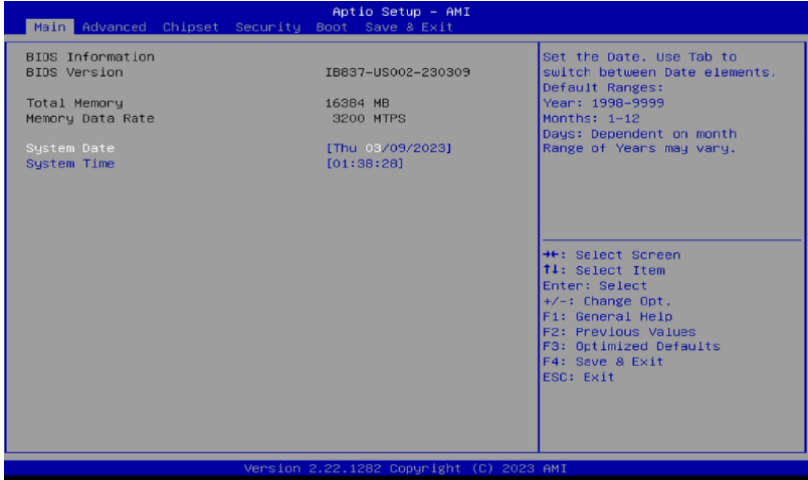 Aptio Setup - AMI
Main Advanced Chipset Security Boot Save & Exit
BIOS Information
BIOS Version IB837-US002-230309
Total Memory 16384 MB
Memory Data Rate 3200 MTPS
System Date [Thu 03/09/2023]
System Time [01:38:28]
Set the Date. Use Tab to
switch between Date elements.
Default Ranges:
Year: 1998-9999
Months: 1-12
Days: Dependent on month
Range of Years may vary.
→←: Select Screen
↑↓: Select Item
Enter: Select
+/-: Change Opt.
F1: General Help
F2: Previous Values
F3: Optimized Defaults
F4: Save & Exit
ESC: Exit
Version 2.22.1282 Copyright (C) 2023 AMI